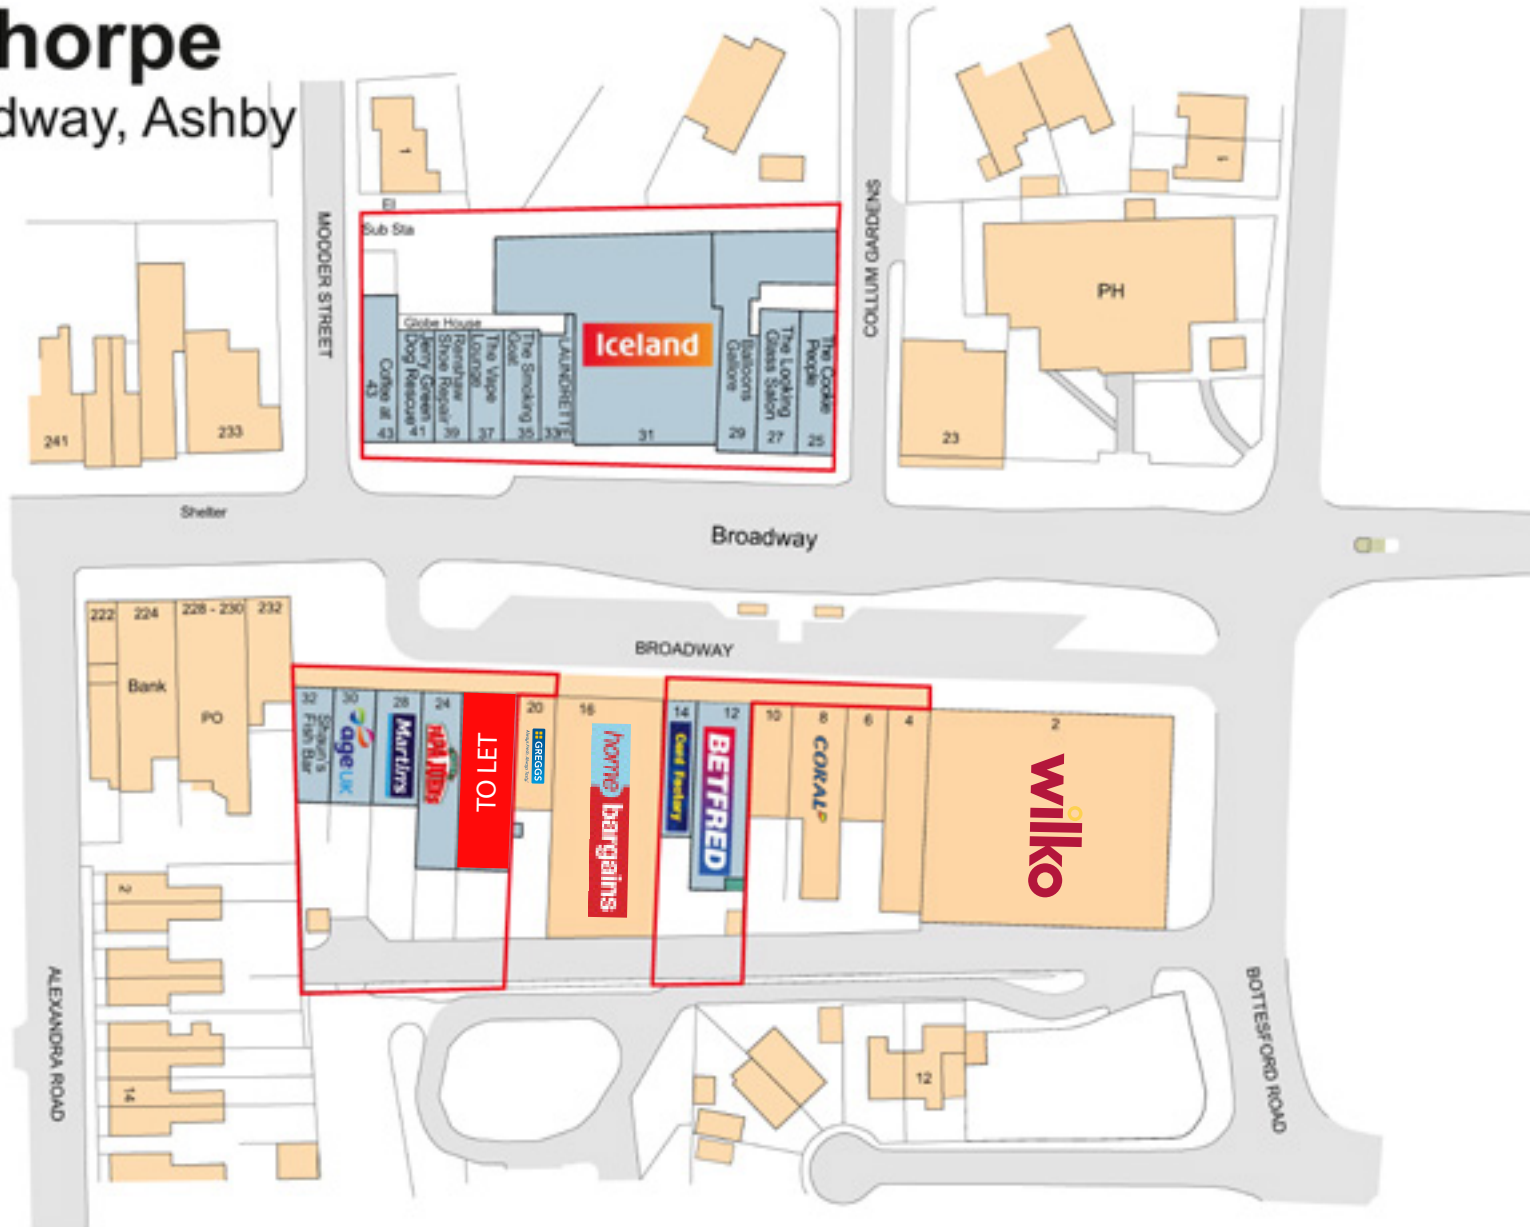 horpe
dway, Ashby
1
El
Sub Sta
MODDER STREET
COLLUM GARDENS
PH
Globe House
Iceland
Coffee at
43
43
Jerry Green
Dog Rescue
41
Renshaw
Shoe Repair
39
The Vape
Lounge
37
The Smoking
Goat
35
LAUNDRETTE
33
31
Balloons
Galore
29
The Looking
Glass Salon
27
The Cookie
People
25
23
241
233
Shelter
Broadway
222
224
228 - 230
232
Bank
PO
BROADWAY
32
Shaun's
Fish Bar
30
age UK
28
Martin's
24
PAPA JOHN'S
TO LET
20
GREGGS
16
home bargains
14
Card Factory
12
BETFRED
10
8
CORAL
6
4
2
wilko
2
14
12
ALEXANDRA ROAD
BOTTESFORD ROAD